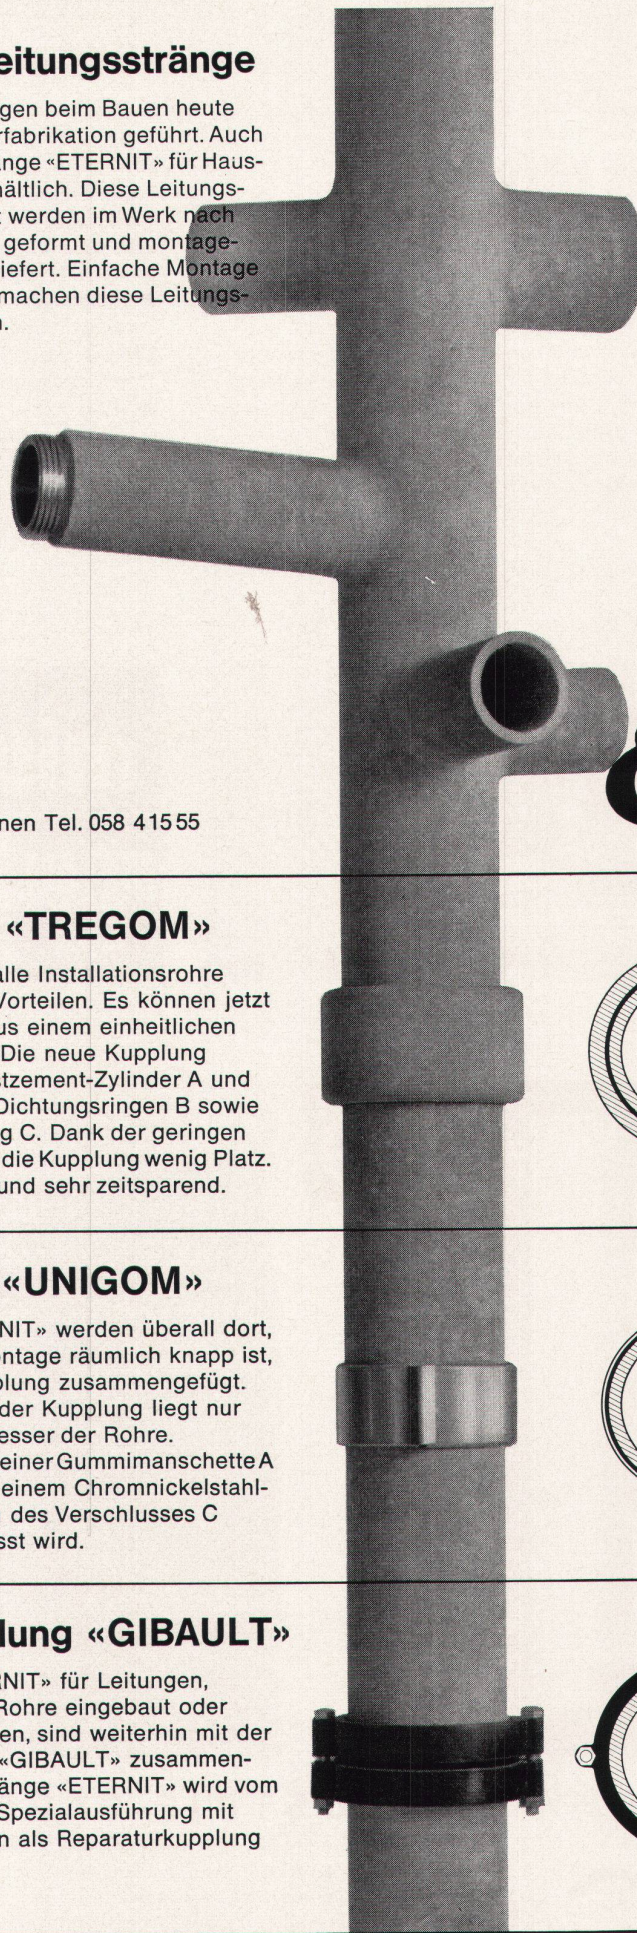 eitungsstränge
gen beim Bauen heute
rfabrikation geführt. Auch
änge «ETERNIT» für Haus-
hältlich. Diese Leitungs-
t werden im Werk nach
geformt und montage-
iefert. Einfache Montage
machen diese Leitungs-
n.
nen Tel. 058 41555
«TREGOM»
alle Installationsrohre
Vorteilen. Es können jetzt
us einem einheitlichen
Die neue Kupplung
stzement-Zylinder A und
Dichtungsringen B sowie
g C. Dank der geringen
die Kupplung wenig Platz.
und sehr zeitsparend.
«UNIGOM»
NIT» werden überall dort,
ontage räumlich knapp ist,
plung zusammengefügt.
der Kupplung liegt nur
esser der Rohre.
einer Gummimanschette A
einem Chromnickelstahl-
des Verschlusses C
sst wird.
lung «GIBAULT»
RNIT» für Leitungen,
Rohre eingebaut oder
en, sind weiterhin mit der
«GIBAULT» zusammen-
änge «ETERNIT» wird vom
Spezialausführung mit
n als Reparaturkupplung